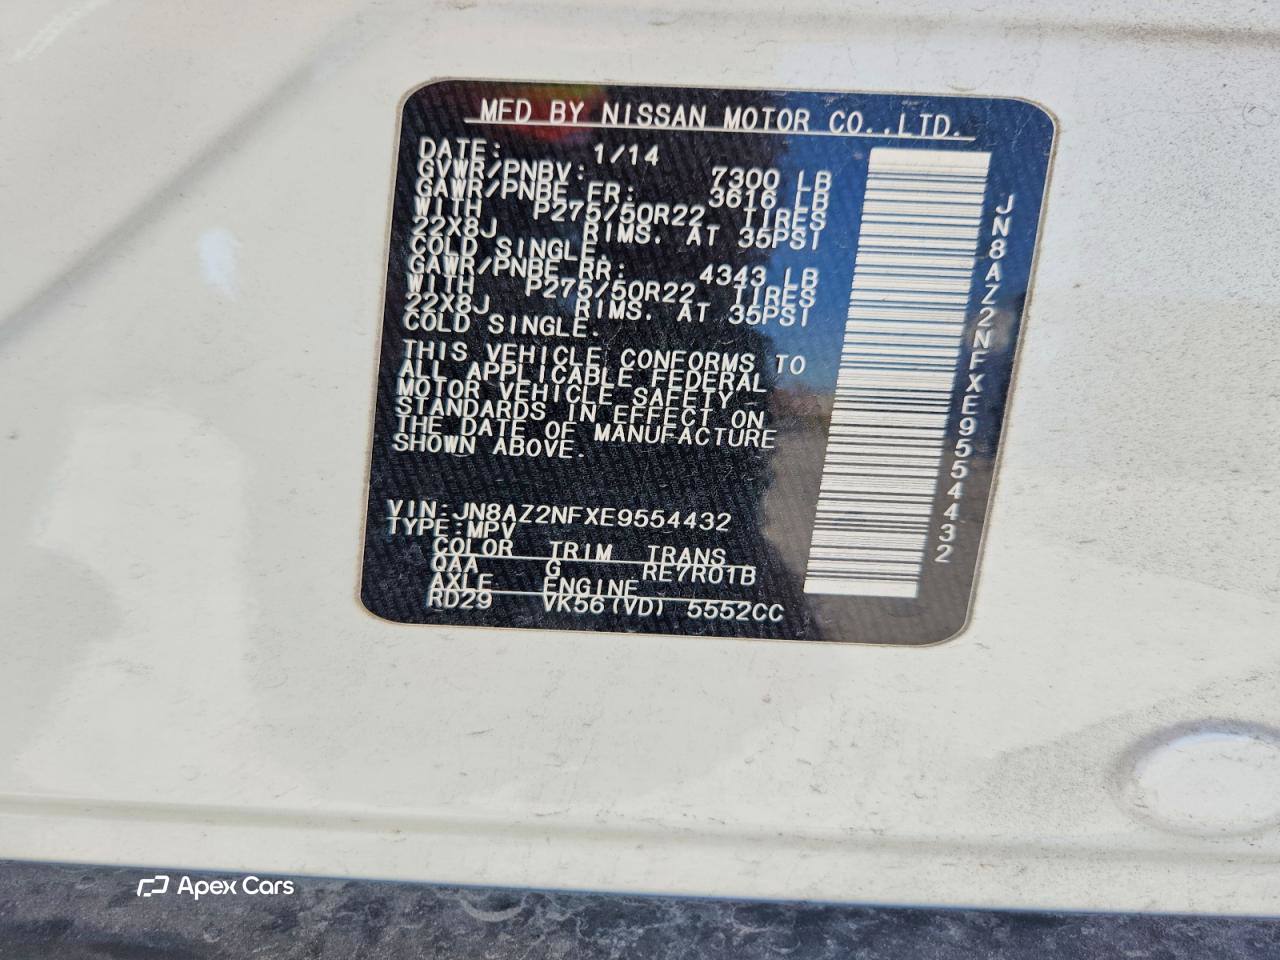 MFD BY NISSAN MOTOR CO.,LTD.
DATE: 1/14
GVWR/PNBV: 7300 LB
GAWR/PNBE FR: 3616 LB
WITH P275/50R22 TIRES
22X8J RIMS. AT 35PSI
COLD SINGLE.
GAWR/PNBE RR: 4343 LB
WITH P275/50R22 TIRES
22X8J RIMS. AT 35PSI
COLD SINGLE.
THIS VEHICLE CONFORMS TO
ALL APPLICABLE FEDERAL
MOTOR VEHICLE SAFETY
STANDARDS IN EFFECT ON
THE DATE OF MANUFACTURE
SHOWN ABOVE.
VIN:JN8AZ2NFXE9554432
TYPE:MPV
COLOR TRIM TRANS
QAA G RE7R01B
AXLE ENGINE
RD29 VK56(VD) 5552CC
JN8AZ2NFXE9554432
Apex Cars